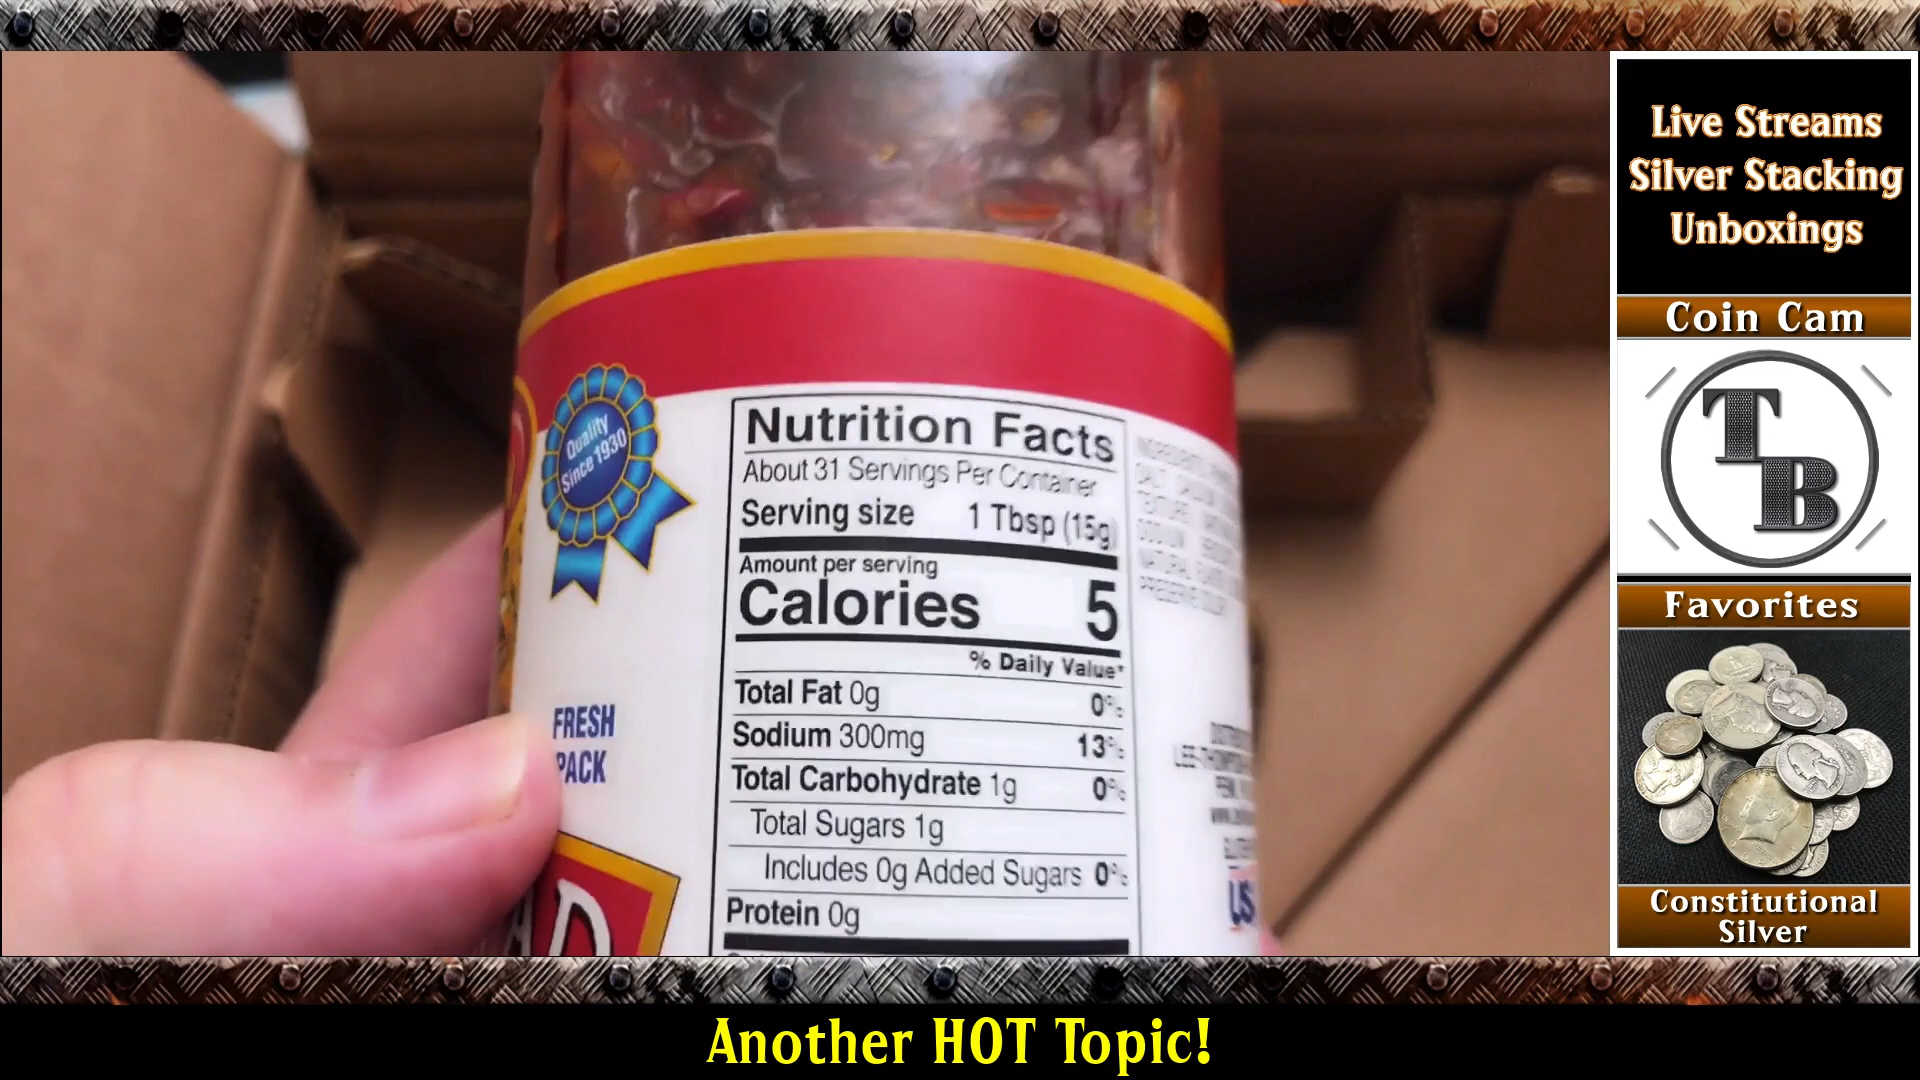 Live Streams
Silver Stacking
Unboxings
Coin Cam
TB
Favorites
Constitutional
Silver
Quality
Since 1930
FRESH
PACK
Nutrition Facts
About 31 Servings Per Container
Serving size 1 Tbsp (15g)
Amount per serving
Calories 5
% Daily Value*
Total Fat 0g 0%
Sodium 300mg 13%
Total Carbohydrate 1g 0%
Total Sugars 1g
Includes 0g Added Sugars 0%
Protein 0g
US
Another HOT Topic!